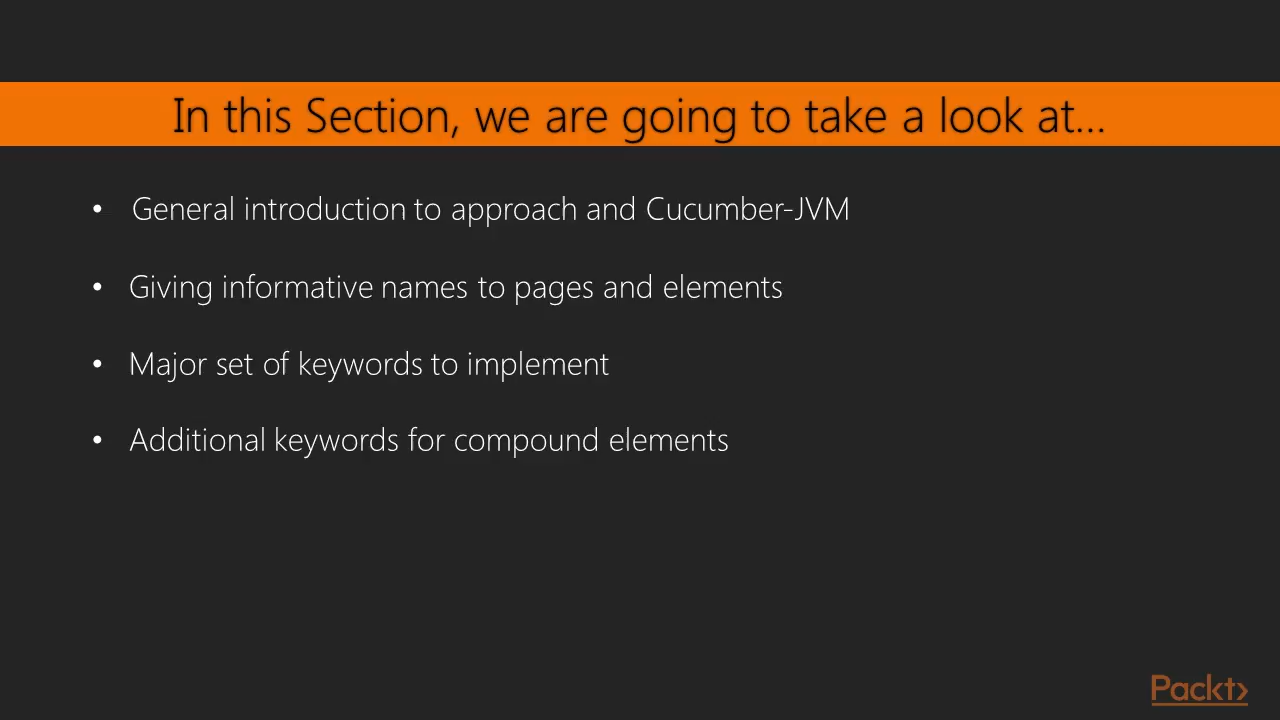 In this Section, we are going to take a look at...
• General introduction to approach and Cucumber-JVM
• Giving informative names to pages and elements
• Major set of keywords to implement
• Additional keywords for compound elements
Packt>